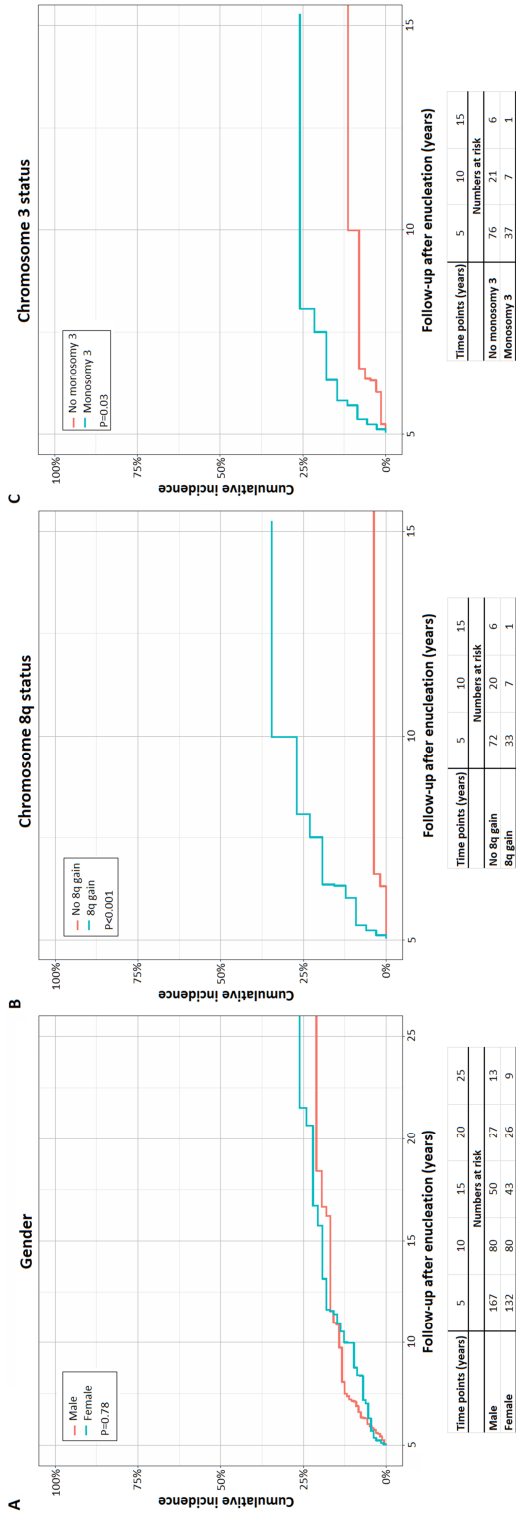 A
Gender
100%
75%
50%
25%
0%
Cumulative incidence
Male
Female
P=0.78
5
10
15
20
25
Follow-up after enucleation (years)
Time points (years) 5 10 15 20 25
Numbers at risk
Male 167 80 50 27 13
Female 132 80 43 26 9
B
Chromosome 8q status
100%
75%
50%
25%
0%
Cumulative incidence
No 8q gain
8q gain
P<0.001
5
10
15
Follow-up after enucleation (years)
Time points (years) 5 10 15
Numbers at risk
No 8q gain 72 20 6
8q gain 33 7 1
C
Chromosome 3 status
100%
75%
50%
25%
0%
Cumulative incidence
No monosomy 3
Monosomy 3
P=0.03
5
10
15
Follow-up after enucleation (years)
Time points (years) 5 10 15
Numbers at risk
No monosomy 3 76 21 6
Monosomy 3 37 7 1